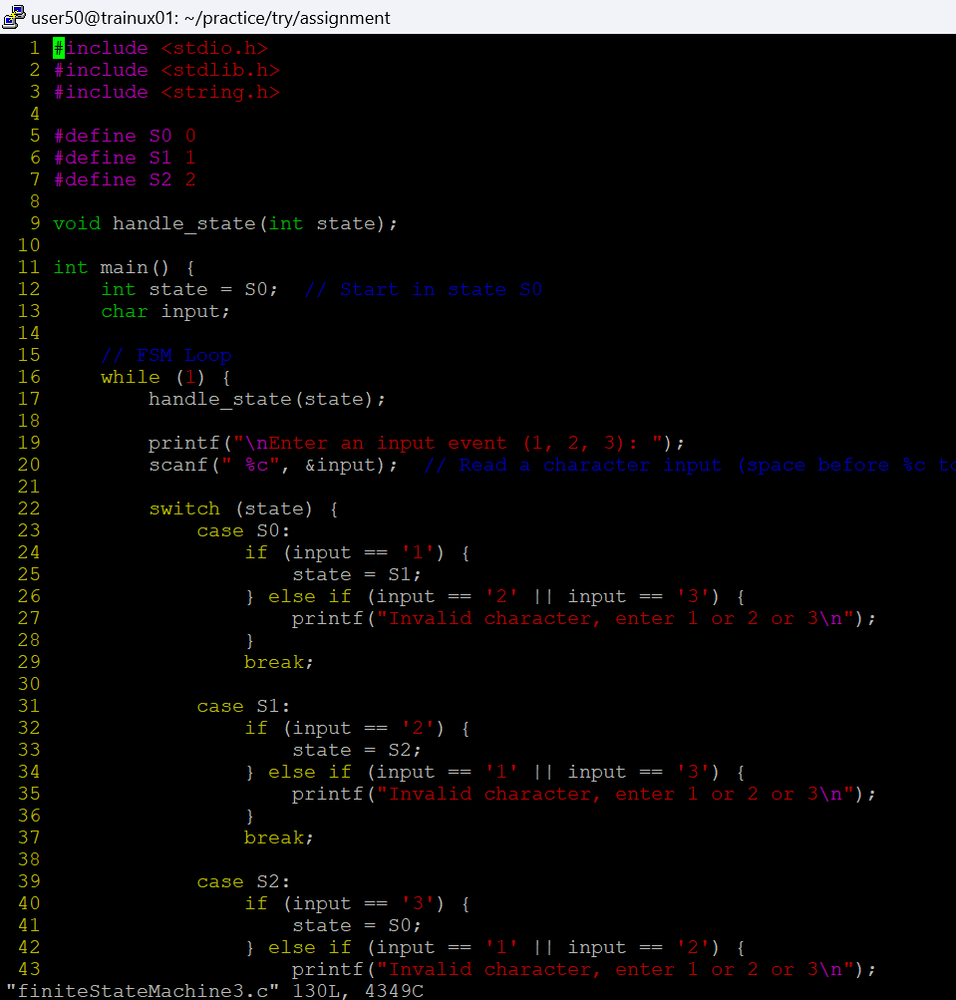 user50@trainux01: ~/practice/try/assignment
1 #include <stdio.h>
2 #include <stdlib.h>
3 #include <string.h>
4
5 #define S0 0
6 #define S1 1
7 #define S2 2
8
9 void handle_state(int state);
10
11 int main() {
12     int state = S0;  // Start in state S0
13     char input;
14
15     // FSM Loop
16     while (1) {
17         handle_state(state);
18
19         printf("\nEnter an input event (1, 2, 3): ");
20         scanf(" %c", &input);  // Read a character input (space before %c to
21
22         switch (state) {
23             case S0:
24                 if (input == '1') {
25                     state = S1;
26                 } else if (input == '2' || input == '3') {
27                     printf("Invalid character, enter 1 or 2 or 3\n");
28                 }
29                 break;
30
31             case S1:
32                 if (input == '2') {
33                     state = S2;
34                 } else if (input == '1' || input == '3') {
35                     printf("Invalid character, enter 1 or 2 or 3\n");
36                 }
37                 break;
38
39             case S2:
40                 if (input == '3') {
41                     state = S0;
42                 } else if (input == '1' || input == '2') {
43                     printf("Invalid character, enter 1 or 2 or 3\n");
"finiteStateMachine3.c" 130L, 4349C